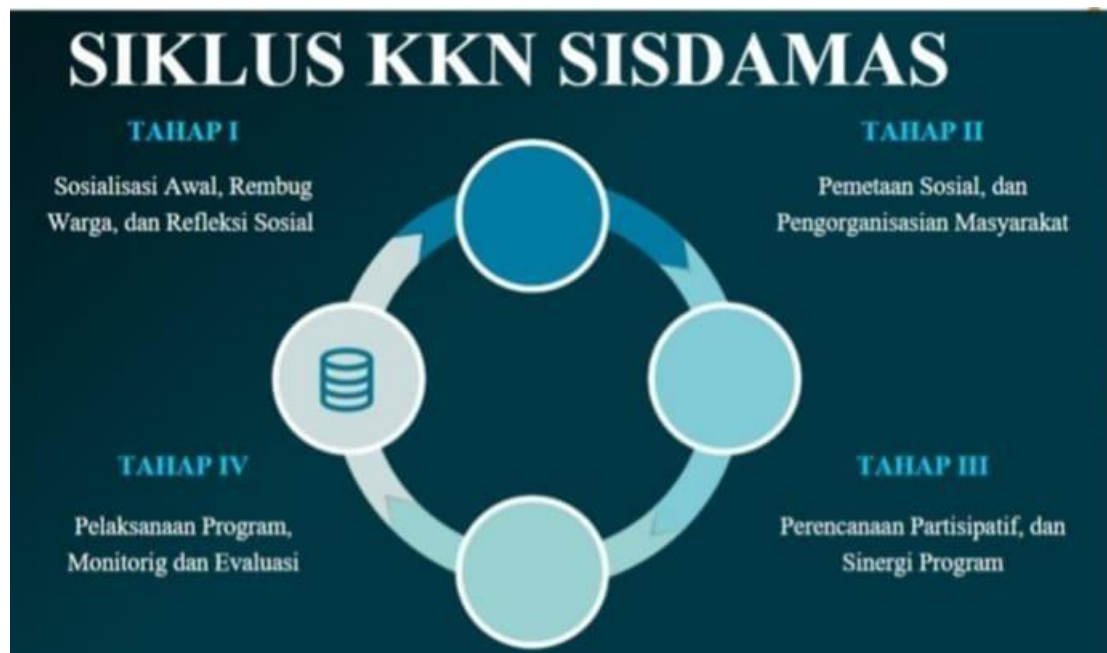 SIKLUS KKN SISDAMAS
TAHAP I
Sosialisasi Awal, Rembug
Warga, dan Refleksi Sosial
TAHAP II
Pemetaan Sosial, dan
Pengorganisasian Masyarakat
TAHAP IV
Pelaksanaan Program,
Monitorig dan Evaluasi
TAHAP III
Perencanaan Partisipatif, dan
Sinergi Program